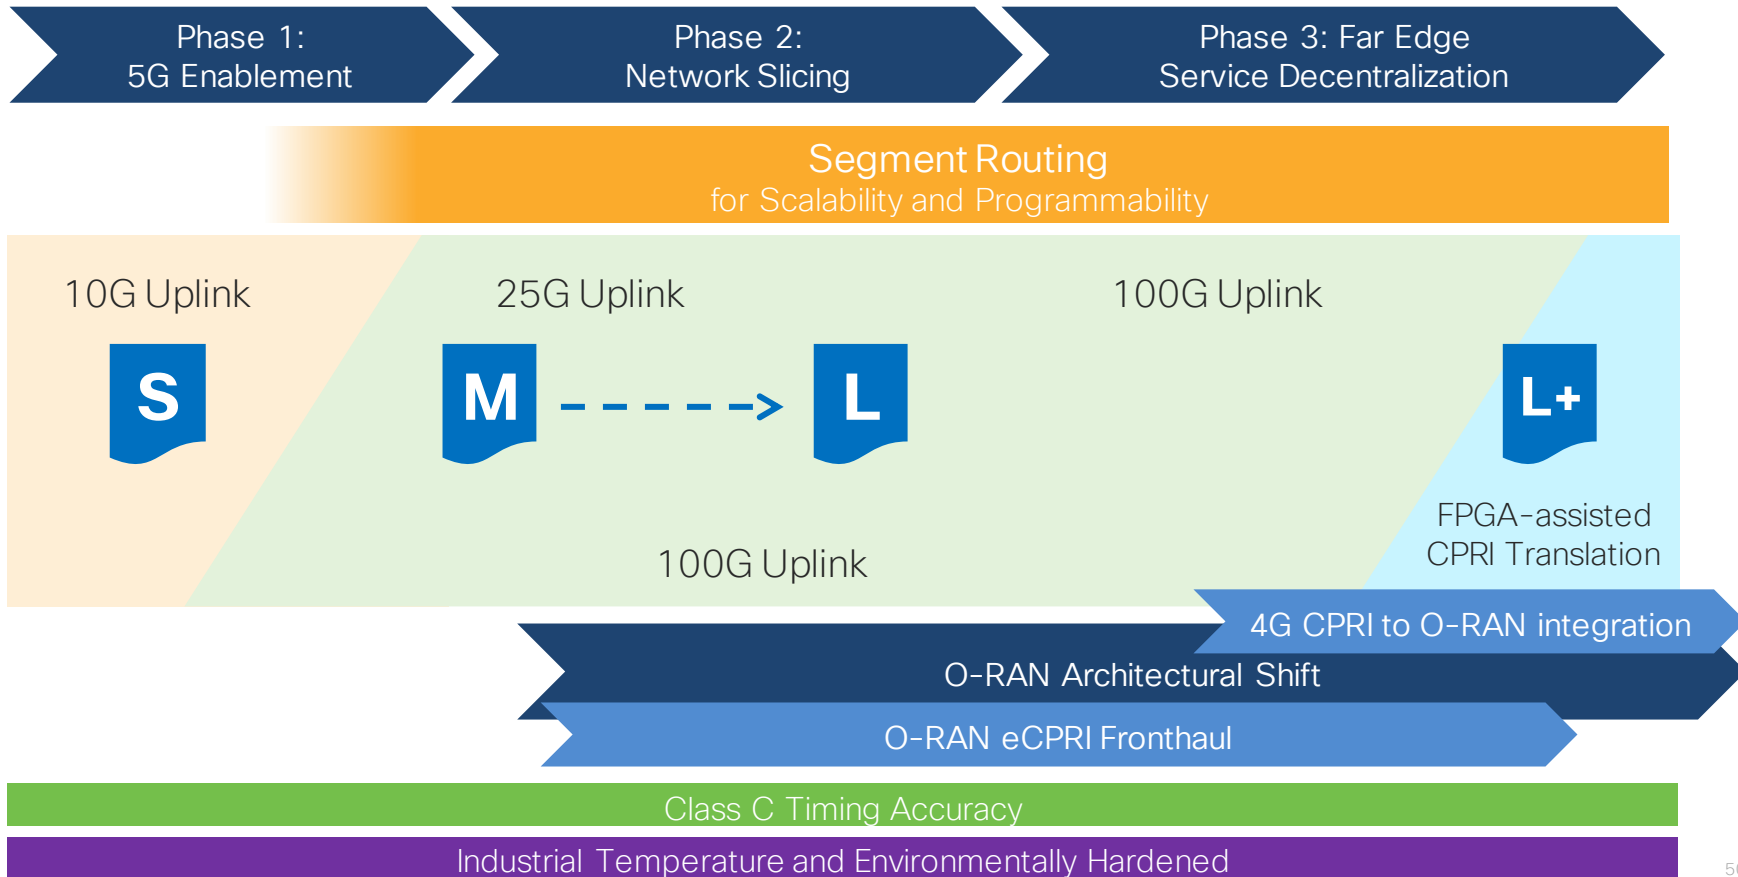 Phase 1:
5G Enablement
Phase 2:
Network Slicing
Phase 3: Far Edge
Service Decentralization
Segment Routing
for Scalability and Programmability
10G Uplink
25G Uplink
100G Uplink
S
M
L
L+
FPGA-assisted
CPRI Translation
100G Uplink
4G CPRI to O-RAN integration
O-RAN Architectural Shift
O-RAN eCPRI Fronthaul
Class C Timing Accuracy
Industrial Temperature and Environmentally Hardened